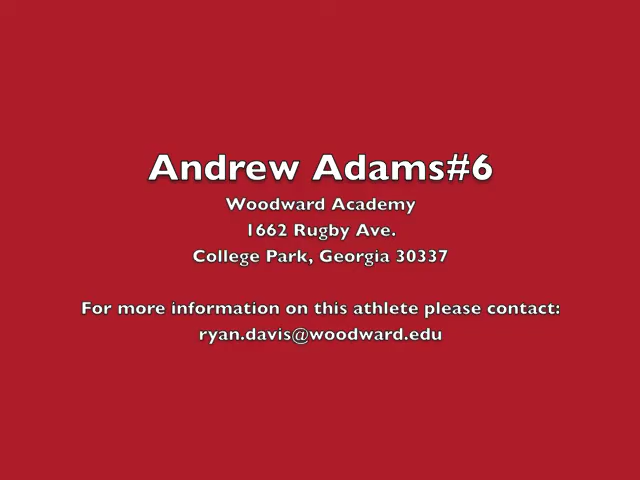 Andrew Adams#6
Woodward Academy
1662 Rugby Ave.
College Park, Georgia 30337
For more information on this athlete please contact:
ryan.davis@woodward.edu